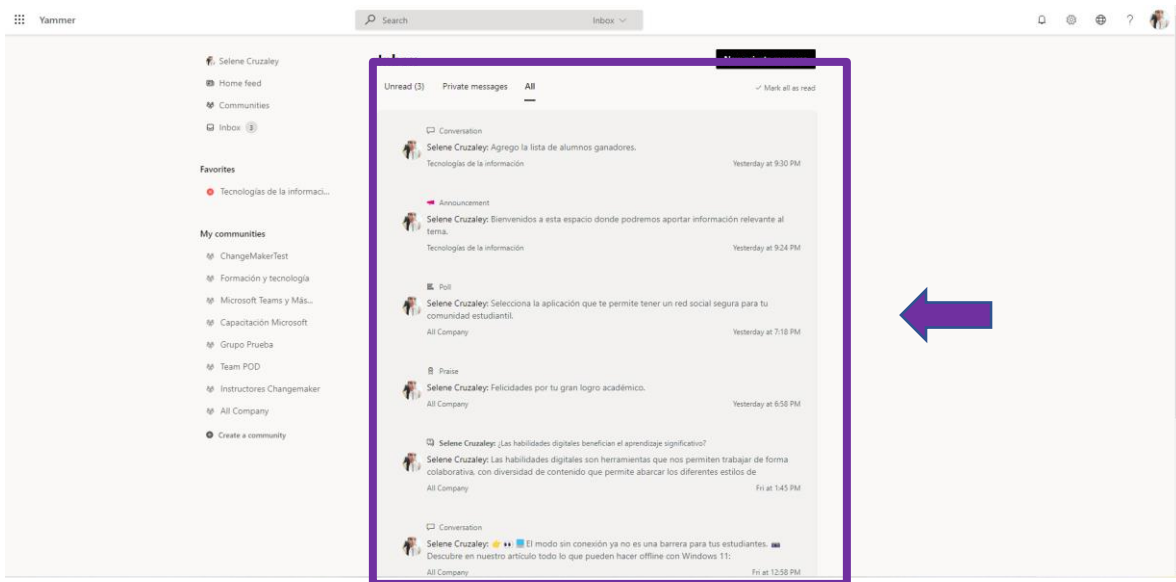 Yammer
Search
Inbox
?
Selene Cruzaley
Home feed
Communities
Inbox 3
Favorites
Tecnologías de la informaci...
My communities
ChangeMakerTest
Formación y tecnología
Microsoft Teams y Más...
Capacitación Microsoft
Grupo Prueba
Team POD
Instructores Changemaker
All Company
Create a community
Unread (3) Private messages All
Mark all as read
Conversation
Selene Cruzaley: Agrego la lista de alumnos ganadores.
Tecnologías de la información Yesterday at 9:30 PM
Announcement
Selene Cruzaley: Bienvenidos a esta espacio donde podremos aportar información relevante al
tema.
Tecnologías de la información Yesterday at 9:24 PM
Poll
Selene Cruzaley: Selecciona la aplicación que te permite tener un red social segura para tu
comunidad estudiantil.
All Company Yesterday at 7:18 PM
Praise
Selene Cruzaley: Felicidades por tu gran logro académico.
All Company Yesterday at 6:50 PM
Selene Cruzaley: ¿Las habilidades digitales benefician el aprendizaje significativo?
Selene Cruzaley: Las habilidades digitales son herramientas que nos permiten trabajar de forma
colaborativa, con diversidad de contenido que permite abarcar los diferentes estilos de
All Company Fri at 1:45 PM
Conversation
Selene Cruzaley: 👉 👀 📘 El modo sin conexión ya no es una barrera para tus estudiantes. 📷
Descubre en nuestro artículo todo lo que pueden hacer offline con Windows 11:
All Company Fri at 12:58 PM